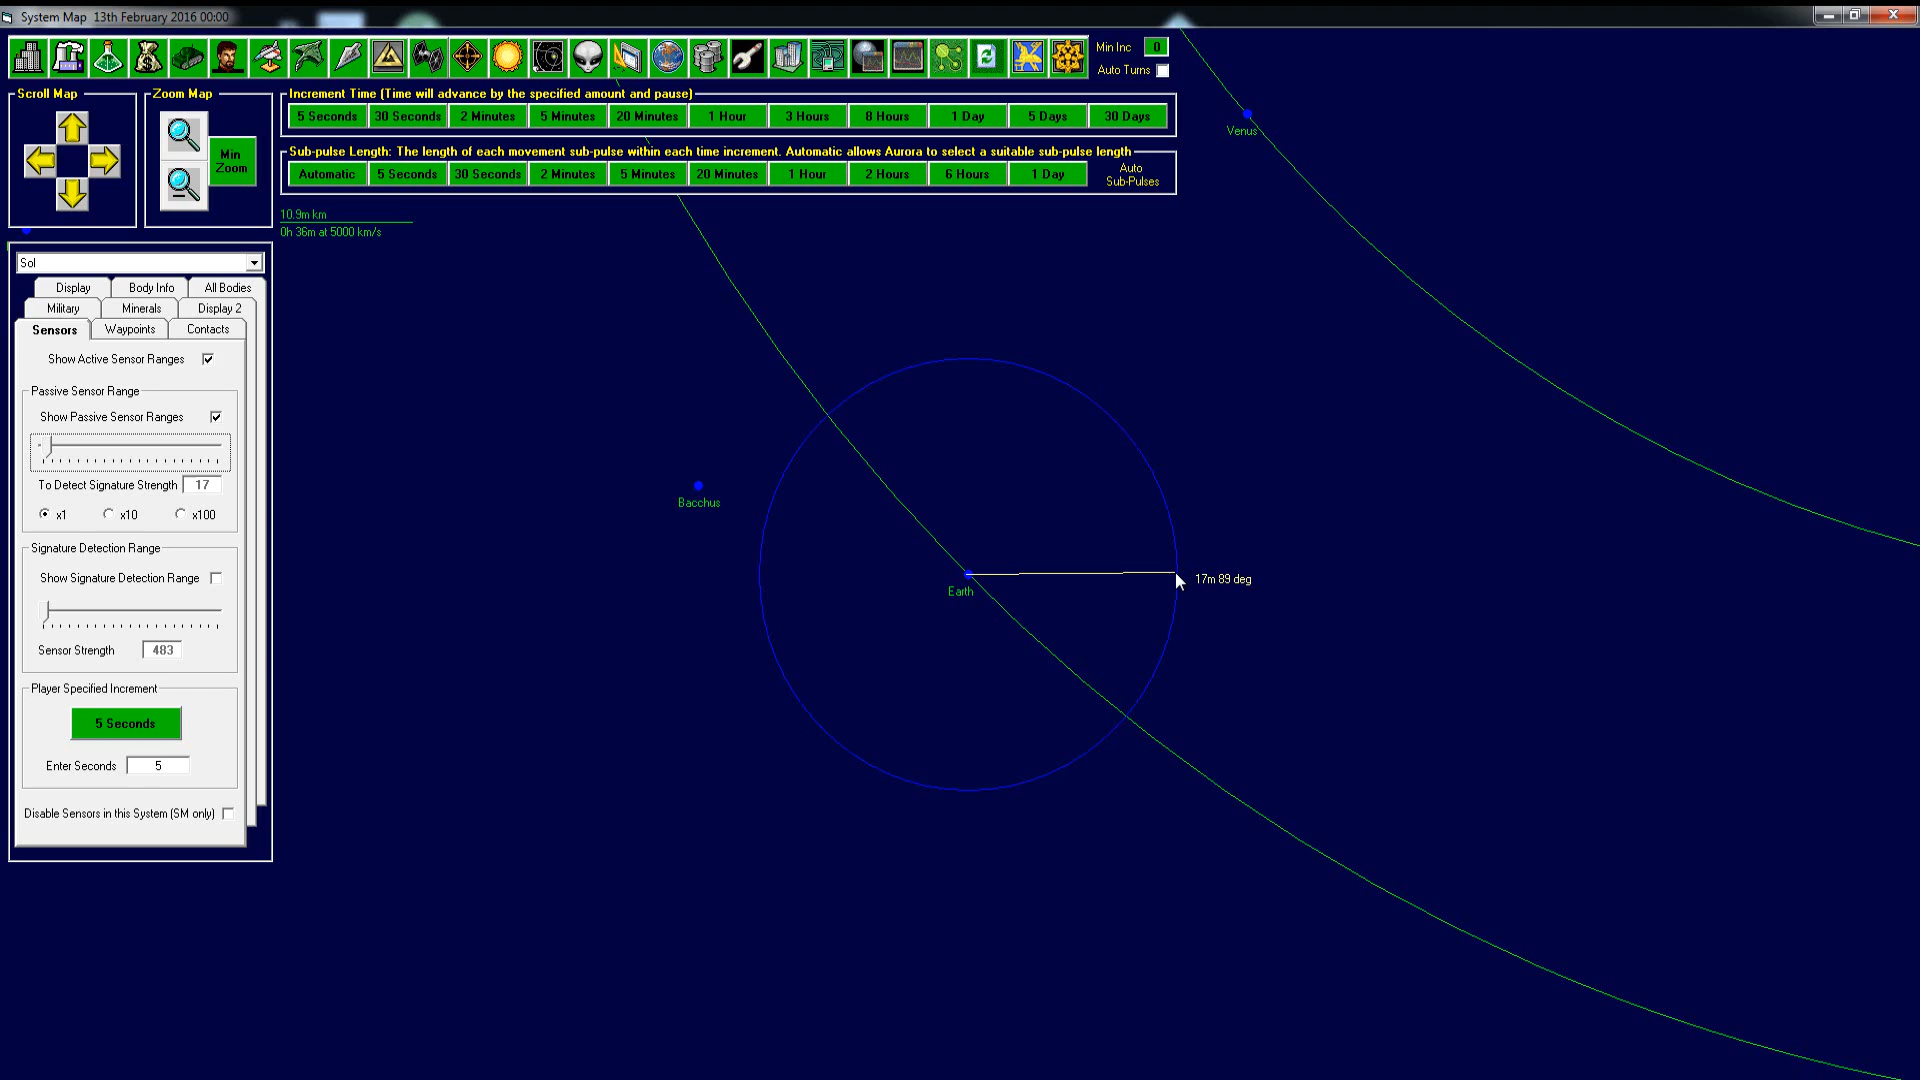 System Map  13th February 2016 00:00
Min Inc 0
Auto Turns
Scroll Map
Zoom Map
Min Zoom
Increment Time (Time will advance by the specified amount and pause)
5 Seconds 30 Seconds 2 Minutes 5 Minutes 20 Minutes 1 Hour 3 Hours 8 Hours 1 Day 5 Days 30 Days
Sub-pulse Length: The length of each movement sub-pulse within each time increment. Automatic allows Aurora to select a suitable sub-pulse length
Automatic 5 Seconds 30 Seconds 2 Minutes 5 Minutes 20 Minutes 1 Hour 2 Hours 6 Hours 1 Day
Auto
Sub-Pulses
10.9m km
0h 36m at 5000 km/s
Sol
Display Body Info All Bodies
Military Minerals Display 2
Sensors Waypoints Contacts
Show Active Sensor Ranges
Passive Sensor Range
Show Passive Sensor Ranges
To Detect Signature Strength 17
x1 x10 x100
Signature Detection Range
Show Signature Detection Range
Sensor Strength 483
Player Specified Increment
5 Seconds
Enter Seconds 5
Disable Sensors in this System (SM only)
Venus
Bacchus
Earth
17m 89 deg